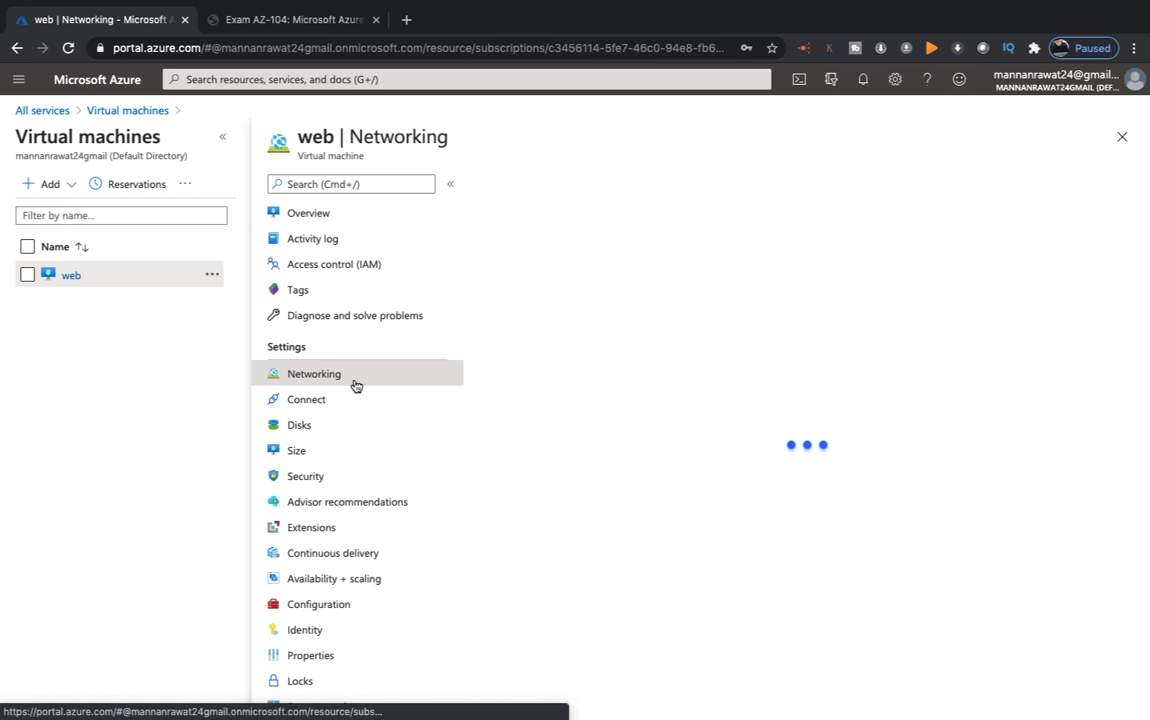 web | Networking - Microsoft A
Exam AZ-104: Microsoft Azure
portal.azure.com/#@mannanrawat24gmail.onmicrosoft.com/resource/subscriptions/c3456114-5fe7-46c0-94e8-fb6...
K
IQ
Paused
Microsoft Azure
Search resources, services, and docs (G+/)
mannanrawat24@gmail....
MANNANRAWAT24GMAIL (DEF...
All services > Virtual machines >
Virtual machines
mannanrawat24gmail (Default Directory)
Add
Reservations
Filter by name...
Name
web
web | Networking
Virtual machine
Search (Cmd+/)
Overview
Activity log
Access control (IAM)
Tags
Diagnose and solve problems
Settings
Networking
Connect
Disks
Size
Security
Advisor recommendations
Extensions
Continuous delivery
Availability + scaling
Configuration
Identity
Properties
Locks
https://portal.azure.com/#@mannanrawat24gmail.onmicrosoft.com/resource/subs...